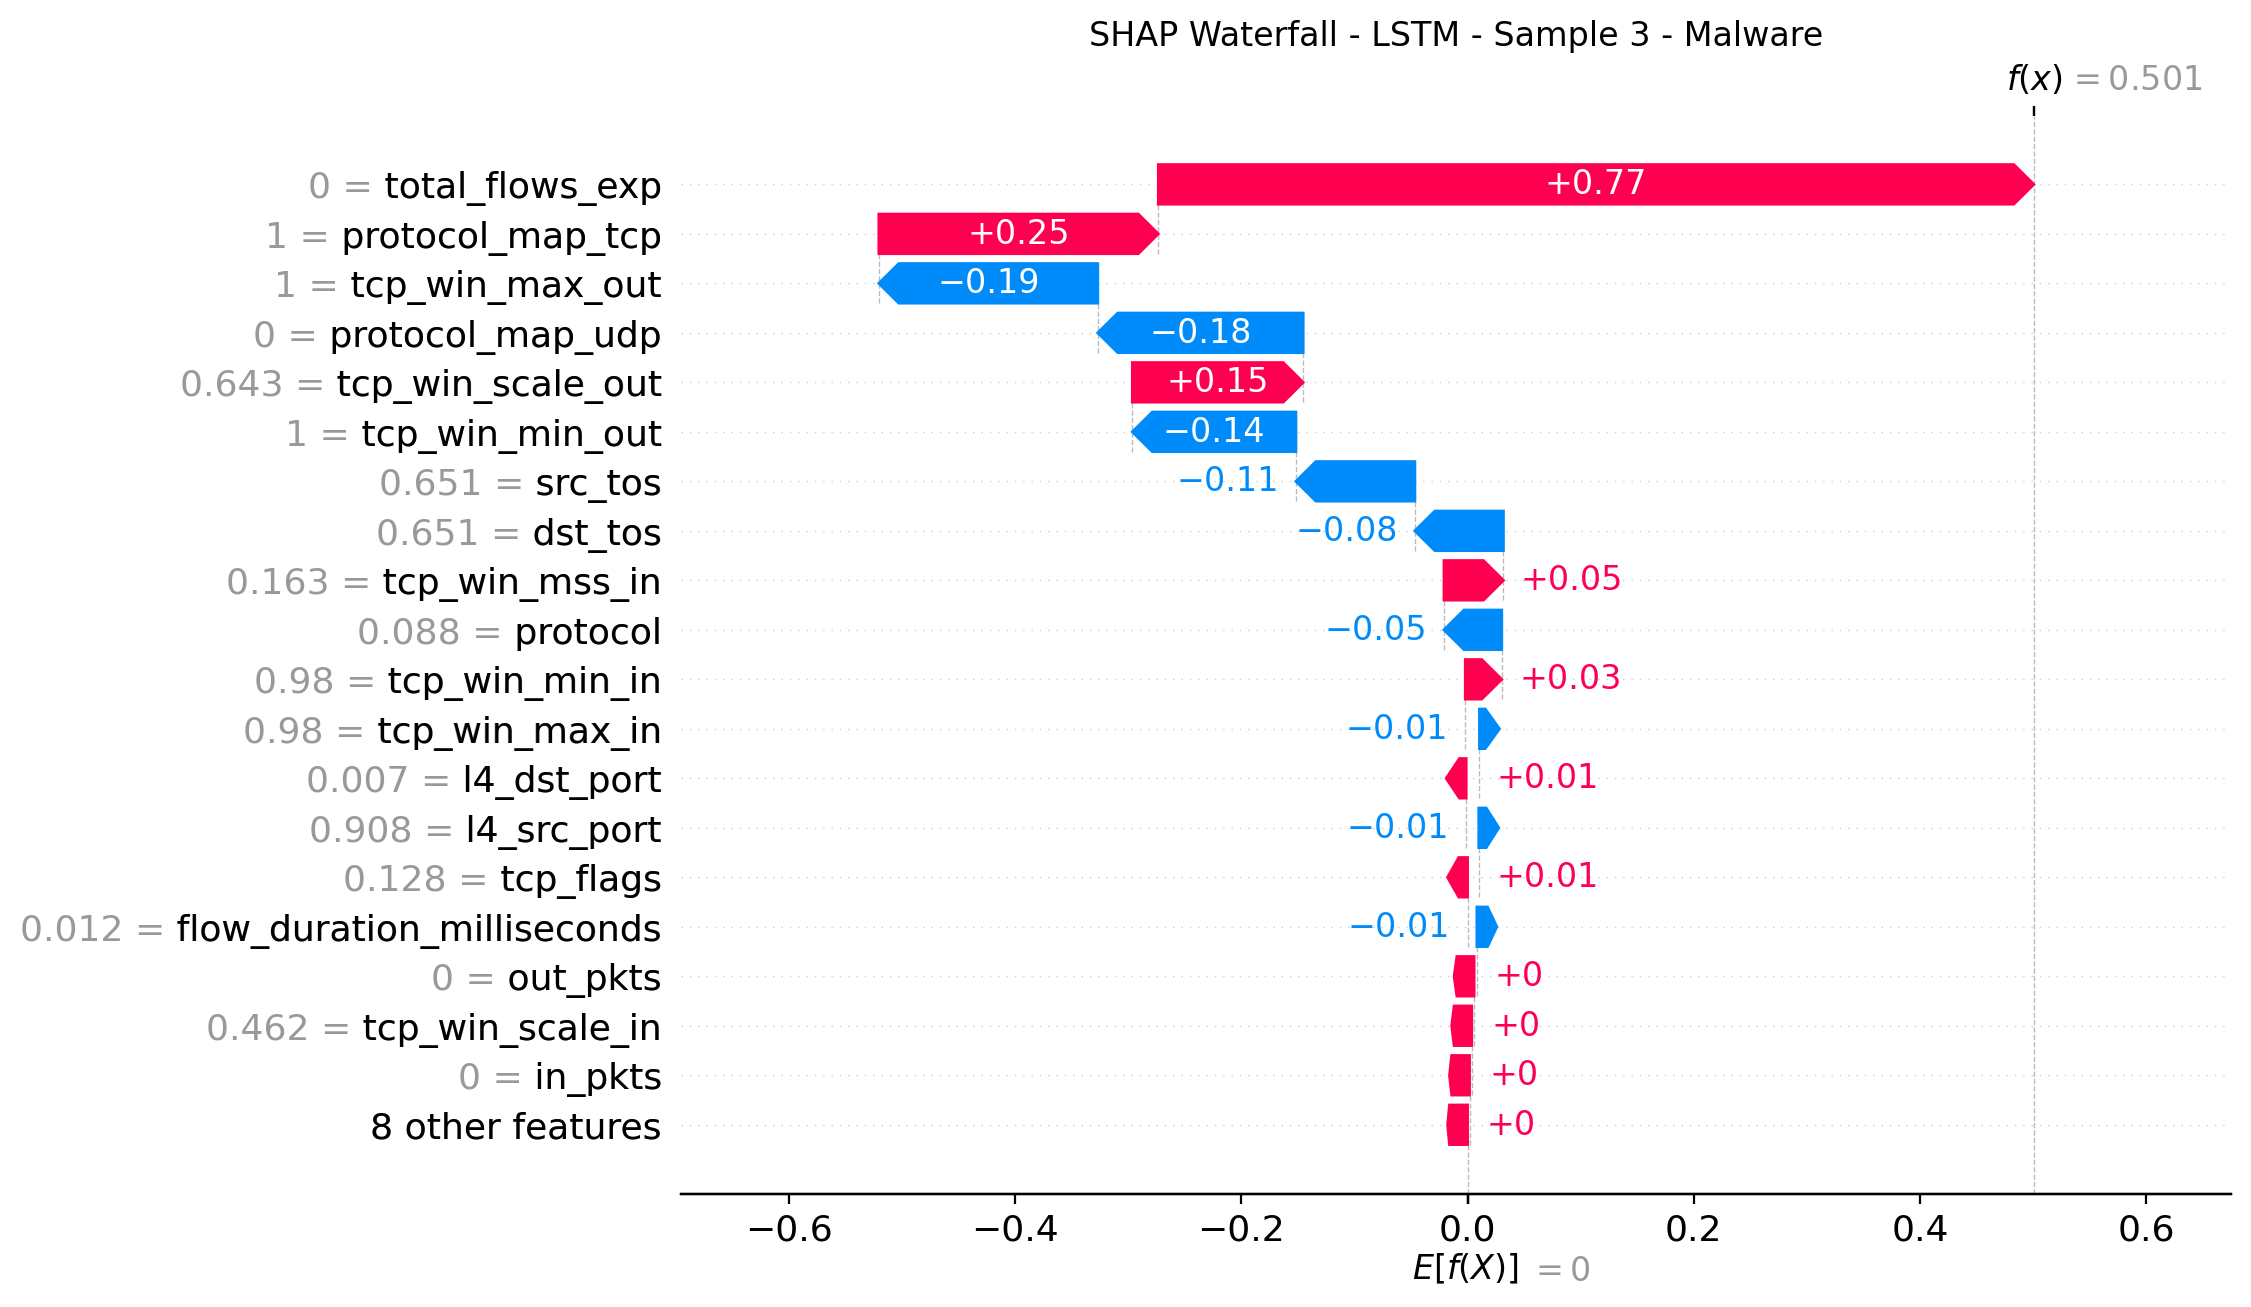 SHAP Waterfall - LSTM - Sample 3 - Malware
f(x) = 0.501
0 = total_flows_exp +0.77
1 = protocol_map_tcp +0.25
1 = tcp_win_max_out −0.19
0 = protocol_map_udp −0.18
0.643 = tcp_win_scale_out +0.15
1 = tcp_win_min_out −0.14
0.651 = src_tos −0.11
0.651 = dst_tos −0.08
0.163 = tcp_win_mss_in +0.05
0.088 = protocol −0.05
0.98 = tcp_win_min_in +0.03
0.98 = tcp_win_max_in −0.01
0.007 = l4_dst_port +0.01
0.908 = l4_src_port −0.01
0.128 = tcp_flags +0.01
0.012 = flow_duration_milliseconds −0.01
0 = out_pkts +0
0.462 = tcp_win_scale_in +0
0 = in_pkts +0
8 other features +0
−0.6 −0.4 −0.2 0.0 0.2 0.4 0.6
E[f(X)] = 0